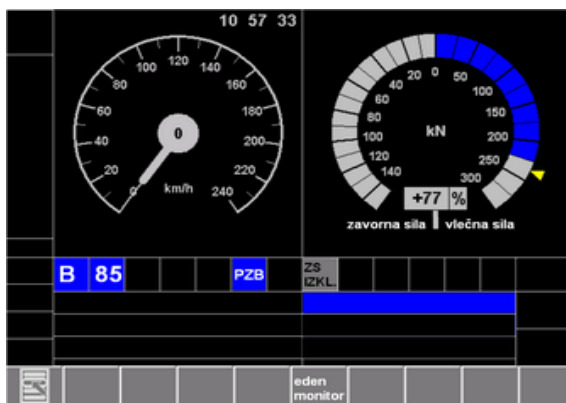 10 57 33
0
20
40
60
80
100
120
140
160
180
200
220
240
0
km/h
140
120
100
80
60
40
20
0
50
100
150
200
250
300
kN
+77 %
zavorna sila
vlečna sila
B 85
PZB
ZS
IZKL.
eden
monitor